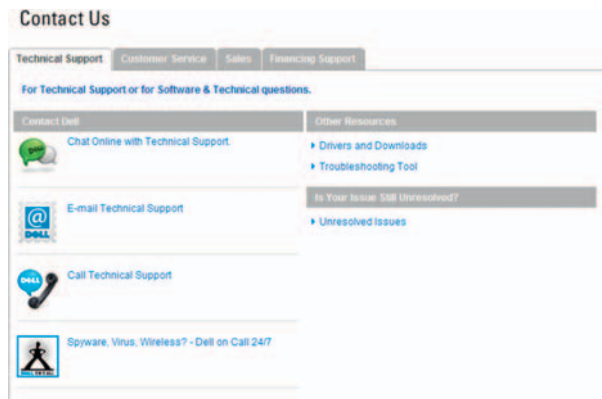 Contact Us
Technical Support Customer Service Sales Financing Support
For Technical Support or for Software & Technical questions.
Contact Dell
Chat Online with Technical Support.
E-mail Technical Support
DELL
Call Technical Support
DELL
Spyware, Virus, Wireless? - Dell on Call 24/7
Other Resources
Drivers and Downloads
Troubleshooting Tool
Is Your Issue Still Unresolved?
Unresolved Issues